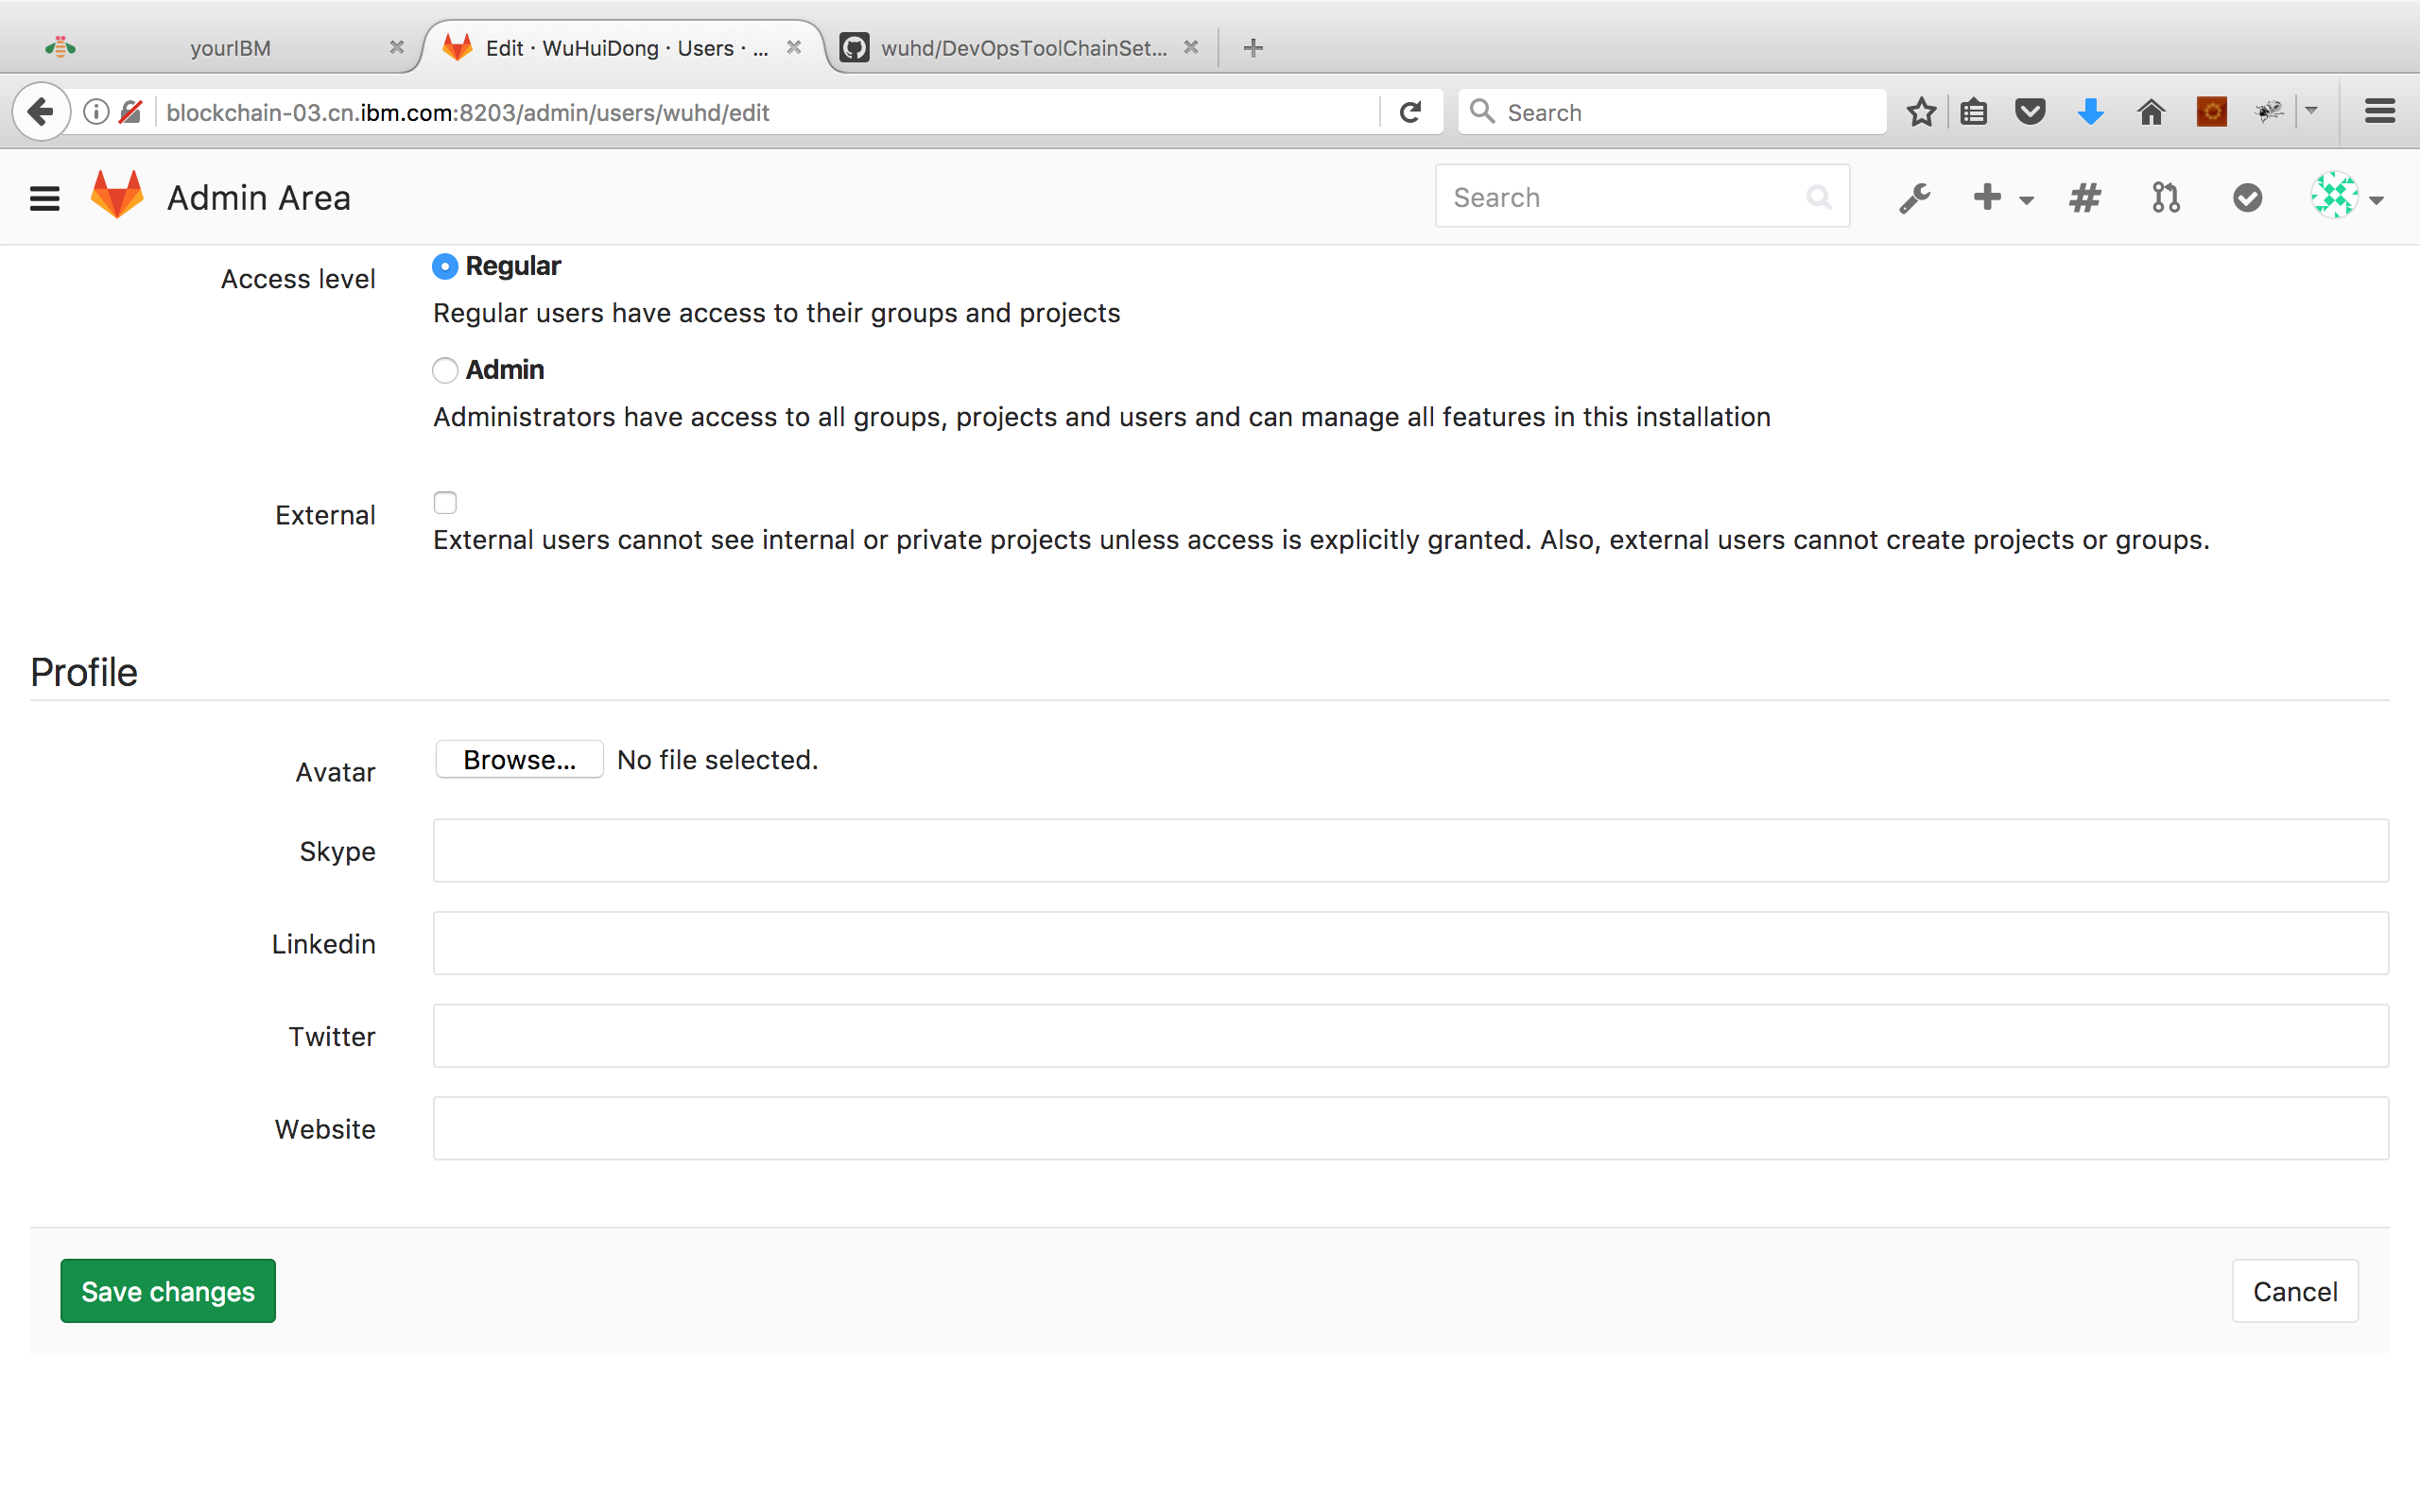 yourIBM
Edit · WuHuiDong · Users · ...
wuhd/DevOpsToolChainSet...
blockchain-03.cn.ibm.com:8203/admin/users/wuhd/edit
Search
Admin Area
Search
Access level
Regular
Regular users have access to their groups and projects
Admin
Administrators have access to all groups, projects and users and can manage all features in this installation
External
External users cannot see internal or private projects unless access is explicitly granted. Also, external users cannot create projects or groups.
Profile
Avatar
Browse... No file selected.
Skype
Linkedin
Twitter
Website
Save changes
Cancel